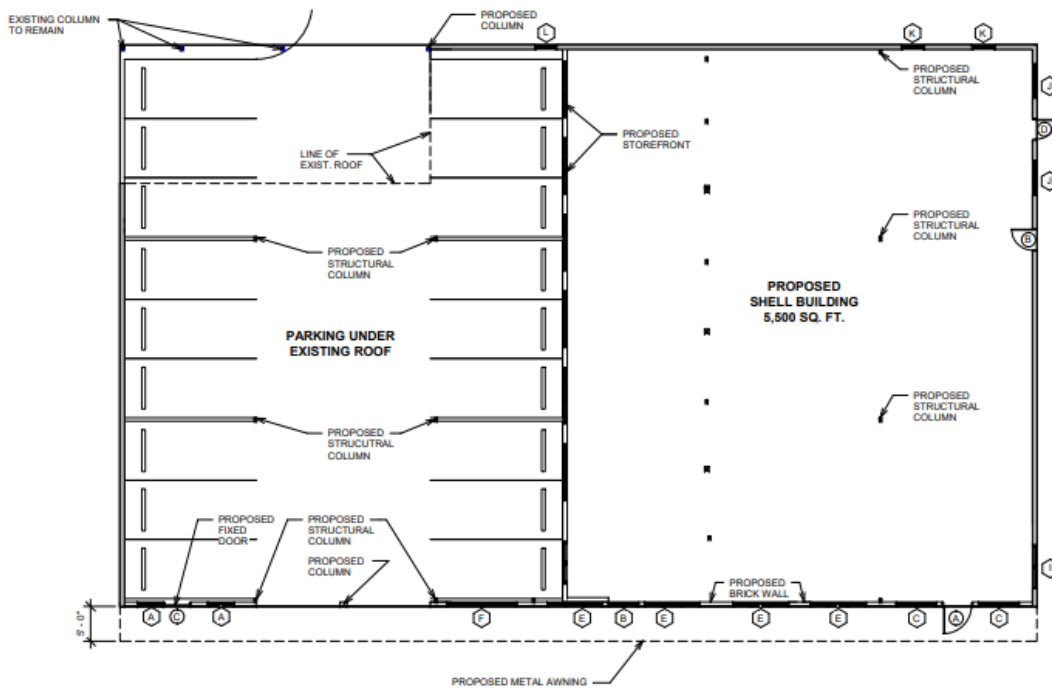 EXISTING COLUMN
TO REMAIN
PROPOSED
COLUMN
L
K
K
PROPOSED
STRUCTURAL
COLUMN
J
D
PROPOSED
STOREFRONT
LINE OF
EXIST. ROOF
J
PROPOSED
STRUCTURAL
COLUMN
B
PROPOSED
STRUCTURAL
COLUMN
PROPOSED
SHELL BUILDING
5,500 SQ. FT.
PARKING UNDER
EXISTING ROOF
PROPOSED
STRUCTURAL
COLUMN
PROPOSED
STRUCUTRAL
COLUMN
PROPOSED
FIXED
DOOR
PROPOSED
STRUCTURAL
COLUMN
PROPOSED
COLUMN
I
PROPOSED
BRICK WALL
A
C
A
F
E
B
E
E
E
C
A
C
PROPOSED METAL AWNING